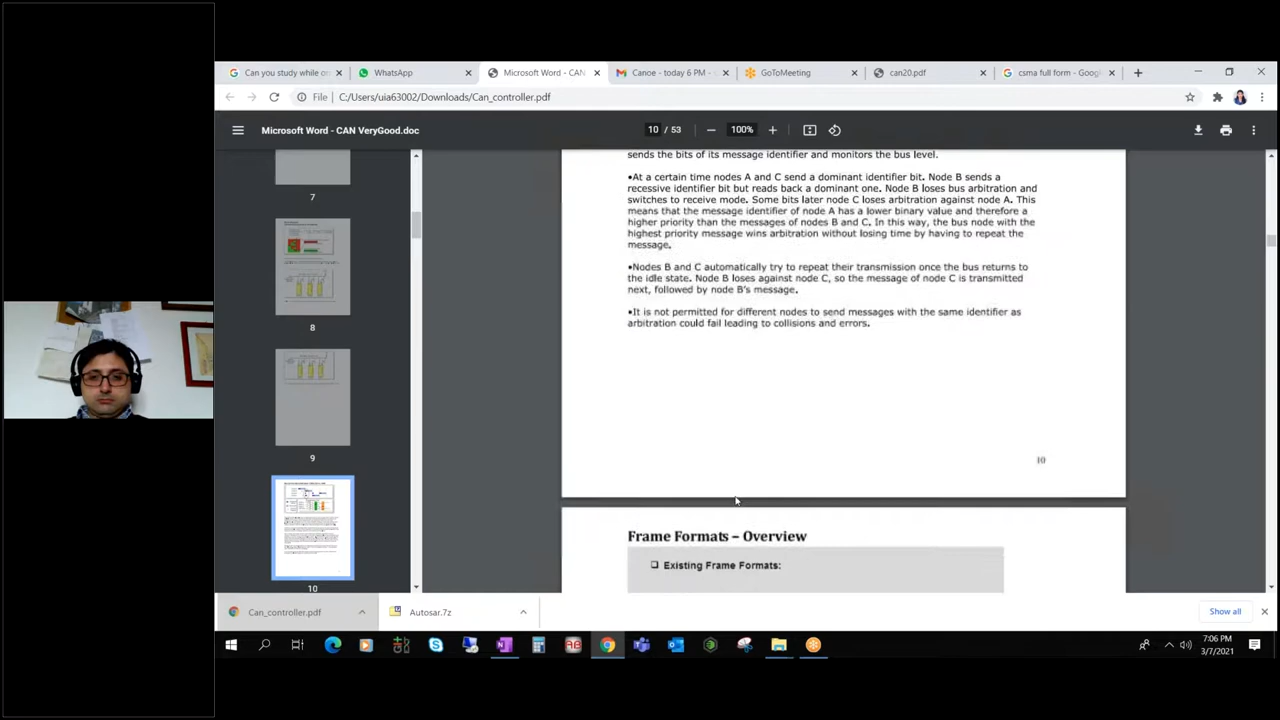 Can you study while on
WhatsApp
Microsoft Word - CAN
Canoe - today 6 PM -
GoToMeeting
can20.pdf
csma full form - Google
File
C:/Users/uia63002/Downloads/Can_controller.pdf
Microsoft Word - CAN VeryGood.doc
10 / 53
100%
sends the bits of its message identifier and monitors the bus level.
•At a certain time nodes A and C send a dominant identifier bit. Node B sends a
recessive identifier bit but reads back a dominant one. Node B loses bus arbitration and
switches to receive mode. Some bits later node C loses arbitration against node A. This
means that the message identifier of node A has a lower binary value and therefore a
higher priority than the messages of nodes B and C. In this way, the bus node with the
highest priority message wins arbitration without losing time by having to repeat the
message.
•Nodes B and C automatically try to repeat their transmission once the bus returns to
the idle state. Node B loses against node C, so the message of node C is transmitted
next, followed by node B's message.
•It is not permitted for different nodes to send messages with the same identifier as
arbitration could fail leading to collisions and errors.
10
Frame Formats – Overview
❑ Existing Frame Formats:
7
8
9
10
Can_controller.pdf
Autosar.7z
Show all
7:06 PM
3/7/2021